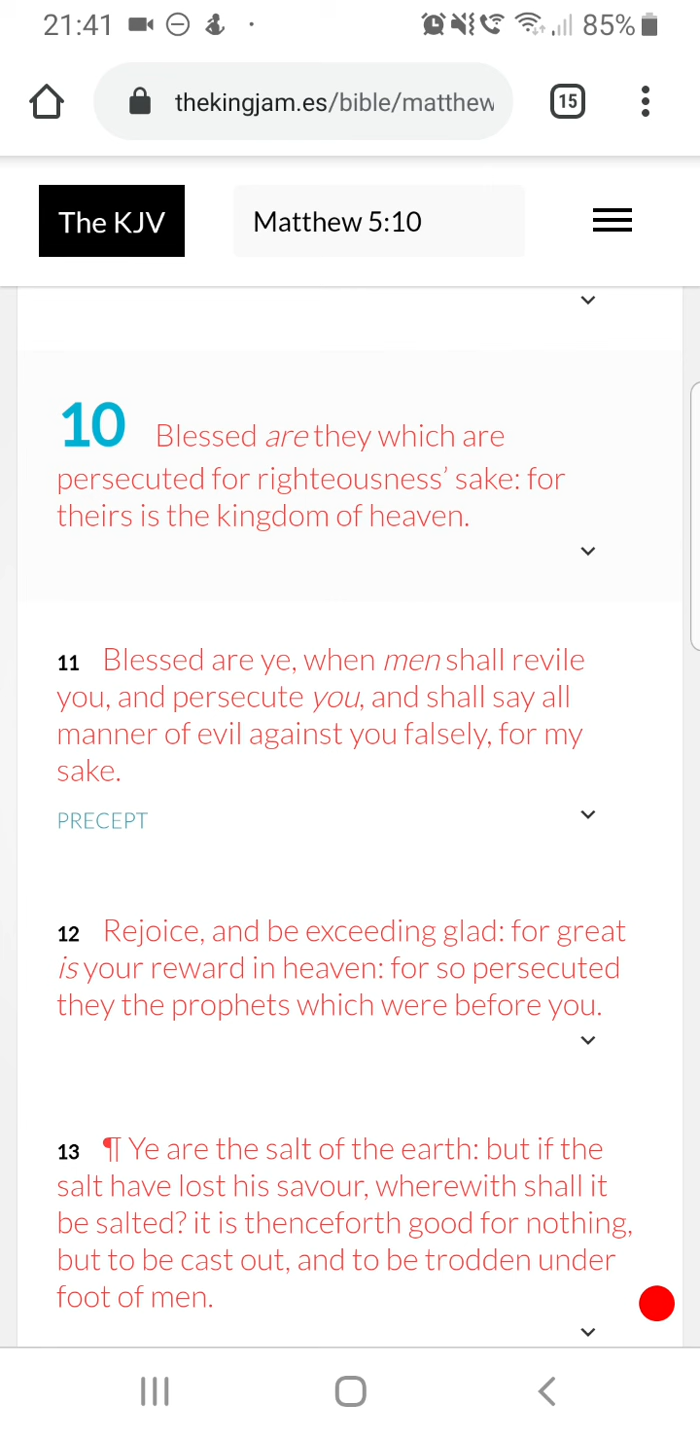 21:41 85%
thekingjam.es/bible/matthew 15
The KJV Matthew 5:10
10 Blessed are they which are
persecuted for righteousness’ sake: for
theirs is the kingdom of heaven.
11 Blessed are ye, when men shall revile
you, and persecute you, and shall say all
manner of evil against you falsely, for my
sake.
PRECEPT
12 Rejoice, and be exceeding glad: for great
is your reward in heaven: for so persecuted
they the prophets which were before you.
13 ¶ Ye are the salt of the earth: but if the
salt have lost his savour, wherewith shall it
be salted? it is thenceforth good for nothing,
but to be cast out, and to be trodden under
foot of men.